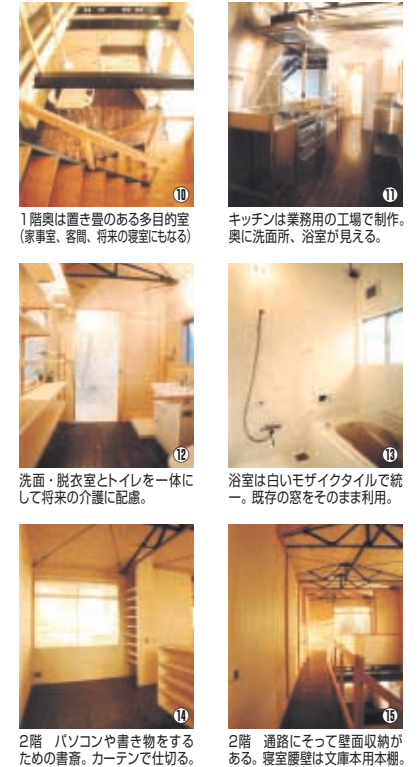 ⑩
1階奥は置き畳のある多目的室
(家事室、客間、将来の寝室にもなる)
⑪
キッチンは業務用の工場で制作。
奥に洗面所、浴室が見える。
⑫
洗面・脱衣室とトイレを一体に
して将来の介護に配慮。
⑬
浴室は白いモザイクタイルで統
一。既存の窓をそのまま利用。
⑭
2階　パソコンや書き物をする
ための書斎。カーテンで仕切る。
⑮
2階　通路にそって壁面収納が
ある。寝室腰壁は文庫本用本棚。